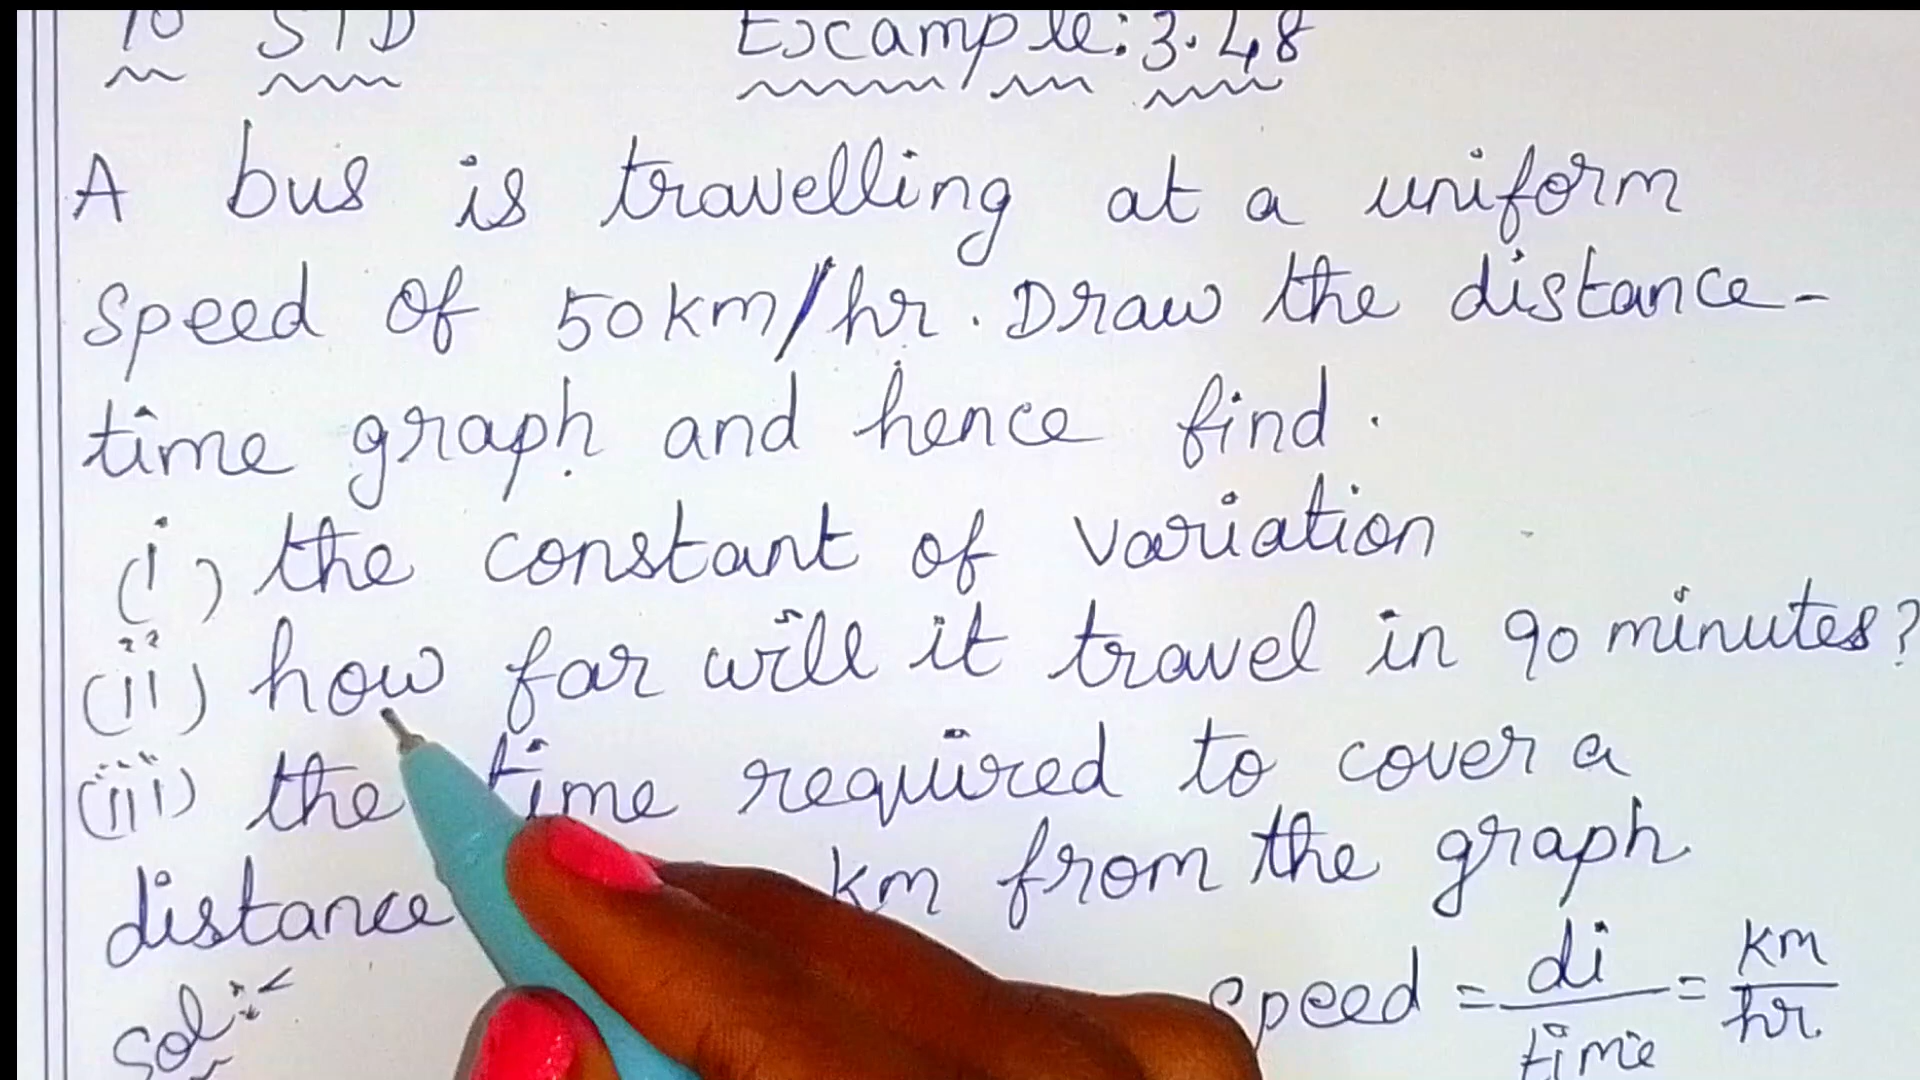 10 STD Example: 3.48
A bus is travelling at a uniform
speed of 50 km/hr. Draw the distance-
time graph and hence find.
(i) the constant of variation
(ii) how far will it travel in 90 minutes?
(iii) the time required to cover a
distance km from the graph
Sol:-
speed = di/time = km/hr.